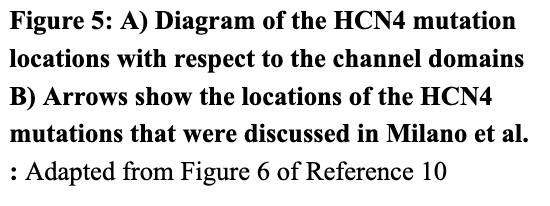 Figure 5: A) Diagram of the HCN4 mutation
locations with respect to the channel domains
B) Arrows show the locations of the HCN4
mutations that were discussed in Milano et al.
: Adapted from Figure 6 of Reference 10